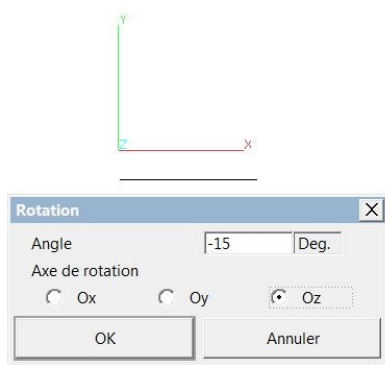 Y
Z X
Rotation X
Angle -15 Deg.
Axe de rotation
Ox Oy Oz
OK Annuler